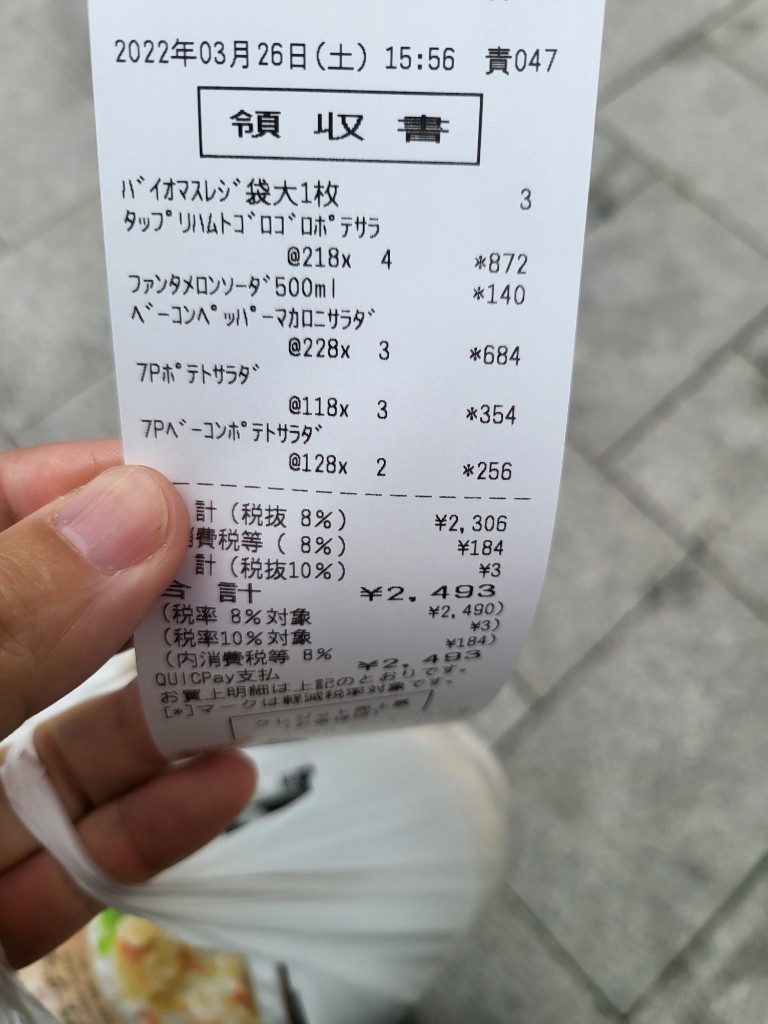 2022年03月26日(土) 15:56 責047
領収書
ﾊﾞｲｵﾏｽﾚｼﾞ袋大1枚 3
ﾀｯﾌﾟﾘﾊﾑﾄｺﾞﾛｺﾞﾛﾎﾟﾃｻﾗ
@218x 4 *872
ﾌｧﾝﾀﾒﾛﾝｿｰﾀﾞ500ml *140
ﾍﾞｰｺﾝﾍﾟｯﾊﾟｰﾏｶﾛﾆｻﾗﾀﾞ
@228x 3 *684
7Pﾎﾟﾃﾄｻﾗﾀﾞ
@118x 3 *354
7Pﾍﾞｰｺﾝﾎﾟﾃﾄｻﾗﾀﾞ
@128x 2 *256
計(税抜 8%) ¥2,306
消費税等( 8%) ¥184
計(税抜10%) ¥3
合 計 ¥2,493
(税率 8%対象 ¥2,490)
(税率10%対象 ¥3)
(内消費税等 8% ¥184)
QUICPay支払 ¥2,493
お買上明細は上記のとおりです。
[*]マークは軽減税率対象です。